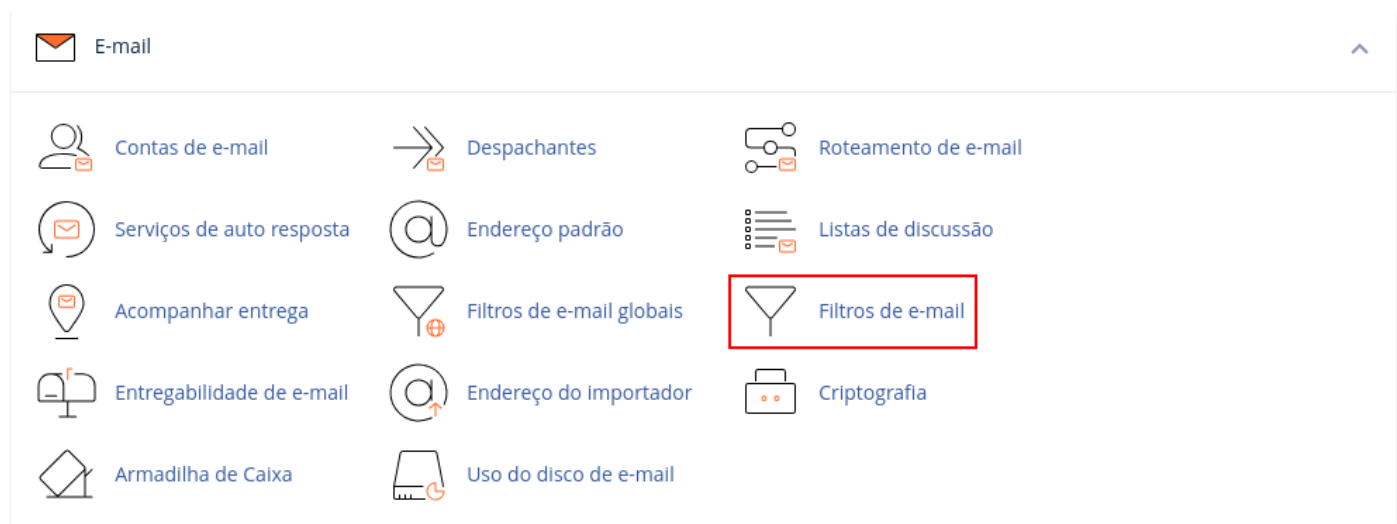 E-mail
Contas de e-mail
Despachantes
Roteamento de e-mail
Serviços de auto resposta
Endereço padrão
Listas de discussão
Acompanhar entrega
Filtros de e-mail globais
Filtros de e-mail
Entregabilidade de e-mail
Endereço do importador
Criptografia
Armadilha de Caixa
Uso do disco de e-mail